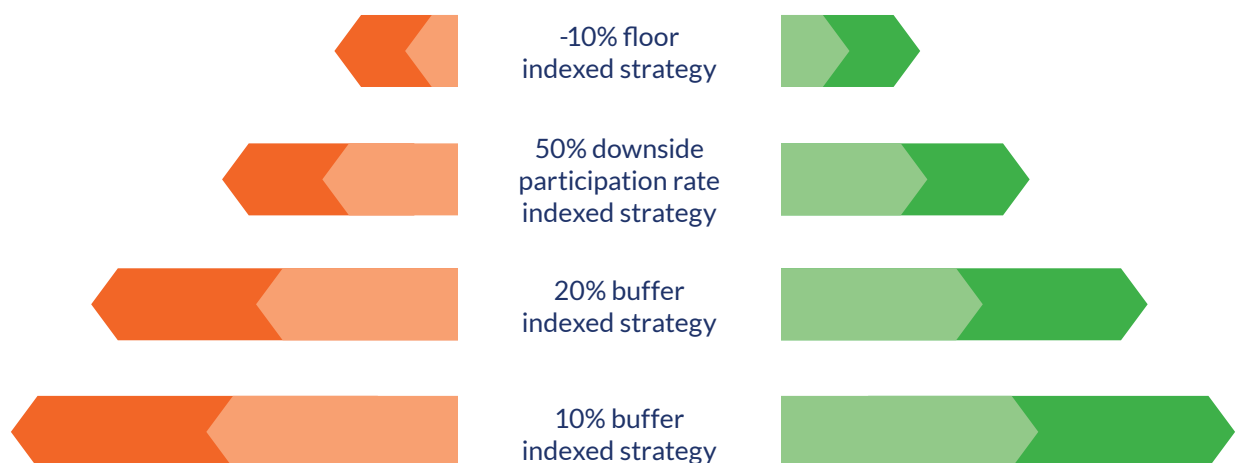 -10% floor
indexed strategy
50% downside
participation rate
indexed strategy
20% buffer
indexed strategy
10% buffer
indexed strategy